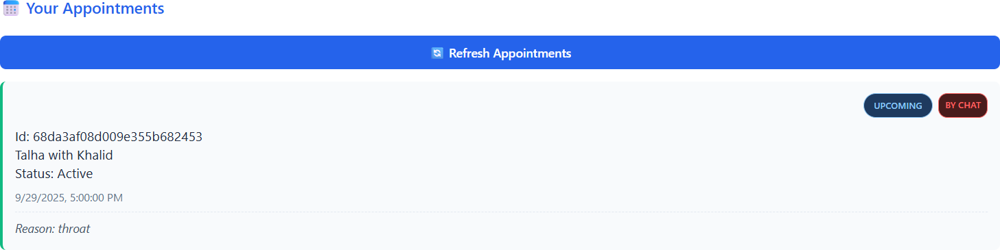 Your Appointments
Refresh Appointments
UPCOMING BY CHAT
Id: 68da3af08d009e355b682453
Talha with Khalid
Status: Active
9/29/2025, 5:00:00 PM
Reason: throat